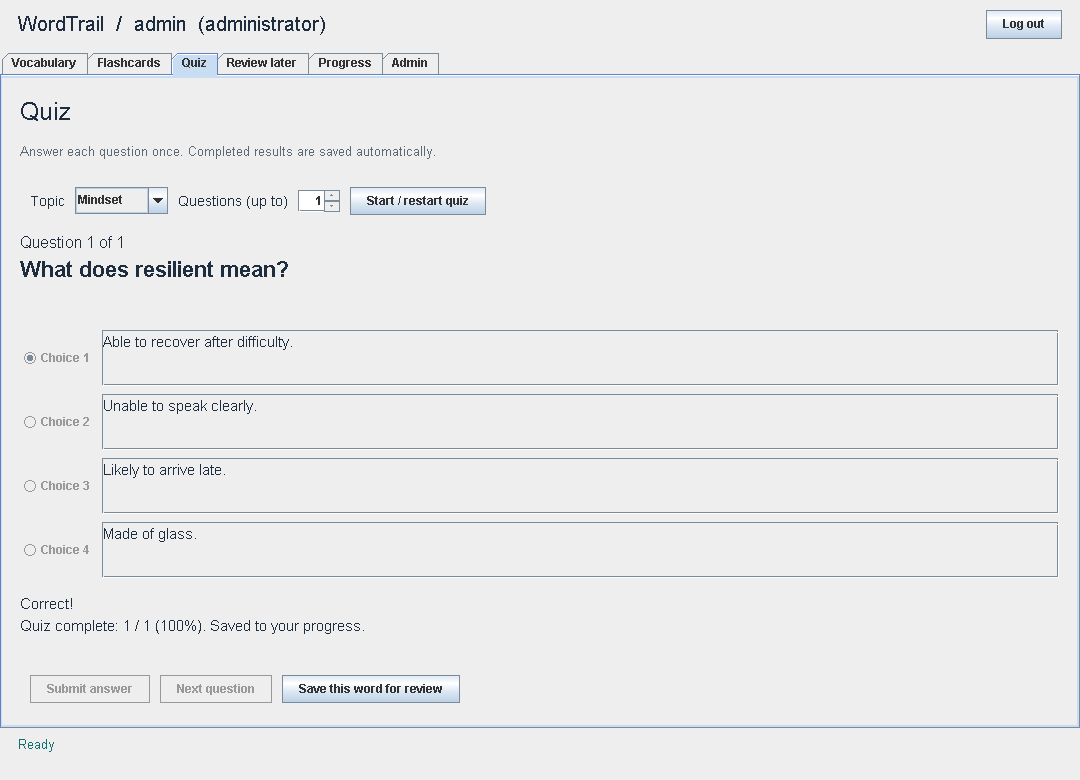 WordTrail / admin (administrator)
Log out
Vocabulary Flashcards Quiz Review later Progress Admin
Quiz
Answer each question once. Completed results are saved automatically.
Topic Mindset Questions (up to) 1 Start / restart quiz
Question 1 of 1
What does resilient mean?
Choice 1 Able to recover after difficulty.
Choice 2 Unable to speak clearly.
Choice 3 Likely to arrive late.
Choice 4 Made of glass.
Correct!
Quiz complete: 1 / 1 (100%). Saved to your progress.
Submit answer Next question Save this word for review
Ready